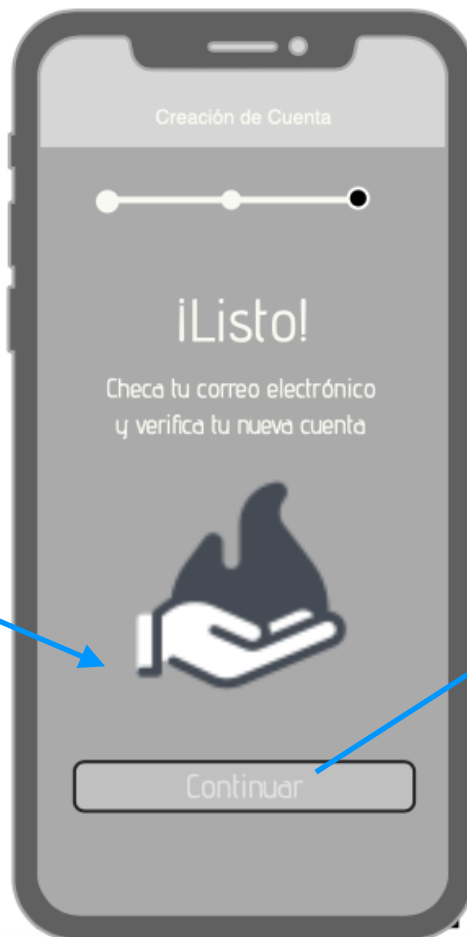 Creación de Cuenta
¡Listo!
Checa tu correo electrónico
y verifica tu nueva cuenta
Continuar